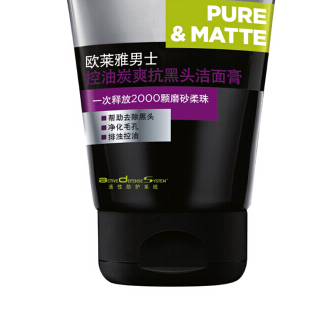 PURE
& MATTE
欧莱雅男士
控油炭爽抗黑头洁面膏
一次释放2000颗磨砂柔珠
▪帮助去除黑头
▪净化毛孔
▪排浊控油
ACTIVE DEFENSE SYSTEM™
活性防护系统